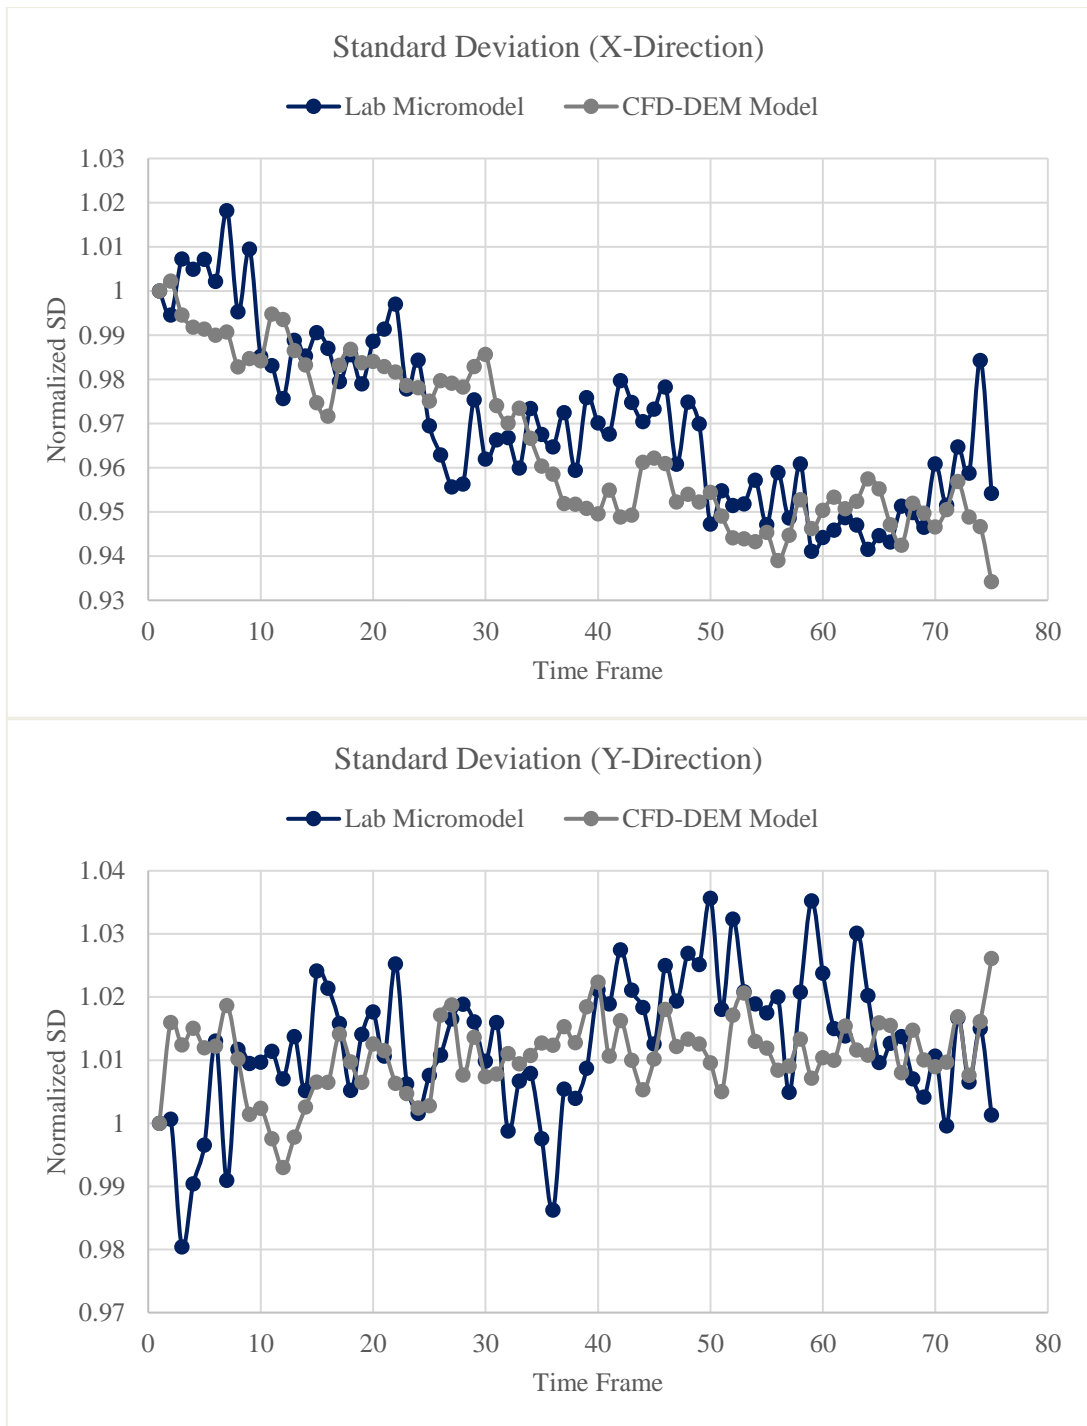 Standard Deviation (X-Direction)
Lab Micromodel CFD-DEM Model
1.03
1.02
1.01
1
0.99
0.98
0.97
0.96
0.95
0.94
0.93
Normalized SD
0 10 20 30 40 50 60 70 80
Time Frame
Standard Deviation (Y-Direction)
Lab Micromodel CFD-DEM Model
1.04
1.03
1.02
1.01
1
0.99
0.98
0.97
Normalized SD
0 10 20 30 40 50 60 70 80
Time Frame